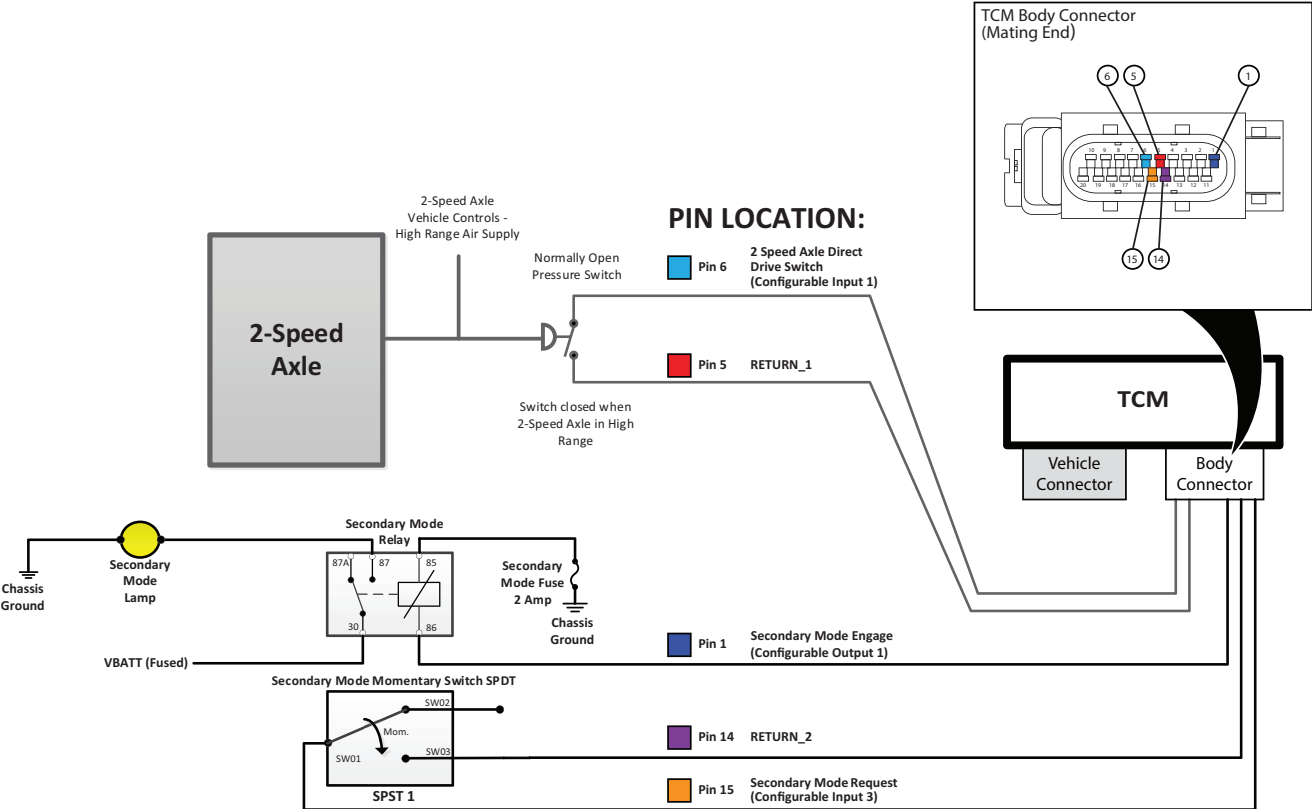 TCM Body Connector
(Mating End)
6
5
1
10 9 8 7 6 5 4 3 2 1
20 19 18 17 16 15 14 13 12 11
15
14
2-Speed Axle
Vehicle Controls -
High Range Air Supply
PIN LOCATION:
Normally Open
Pressure Switch
Pin 6
2 Speed Axle Direct
Drive Switch
(Configurable Input 1)
2-Speed
Axle
Pin 5
RETURN_1
TCM
Switch closed when
2-Speed Axle in High
Range
Vehicle
Connector
Body
Connector
Secondary Mode
Relay
87A
87
85
30
86
Secondary
Mode
Lamp
Chassis
Ground
Secondary
Mode Fuse
2 Amp
Chassis
Ground
VBATT (Fused)
Pin 1
Secondary Mode Engage
(Configurable Output 1)
Secondary Mode Momentary Switch SPDT
SW02
Mom.
SW01
SW03
SPST 1
Pin 14
RETURN_2
Pin 15
Secondary Mode Request
(Configurable Input 3)